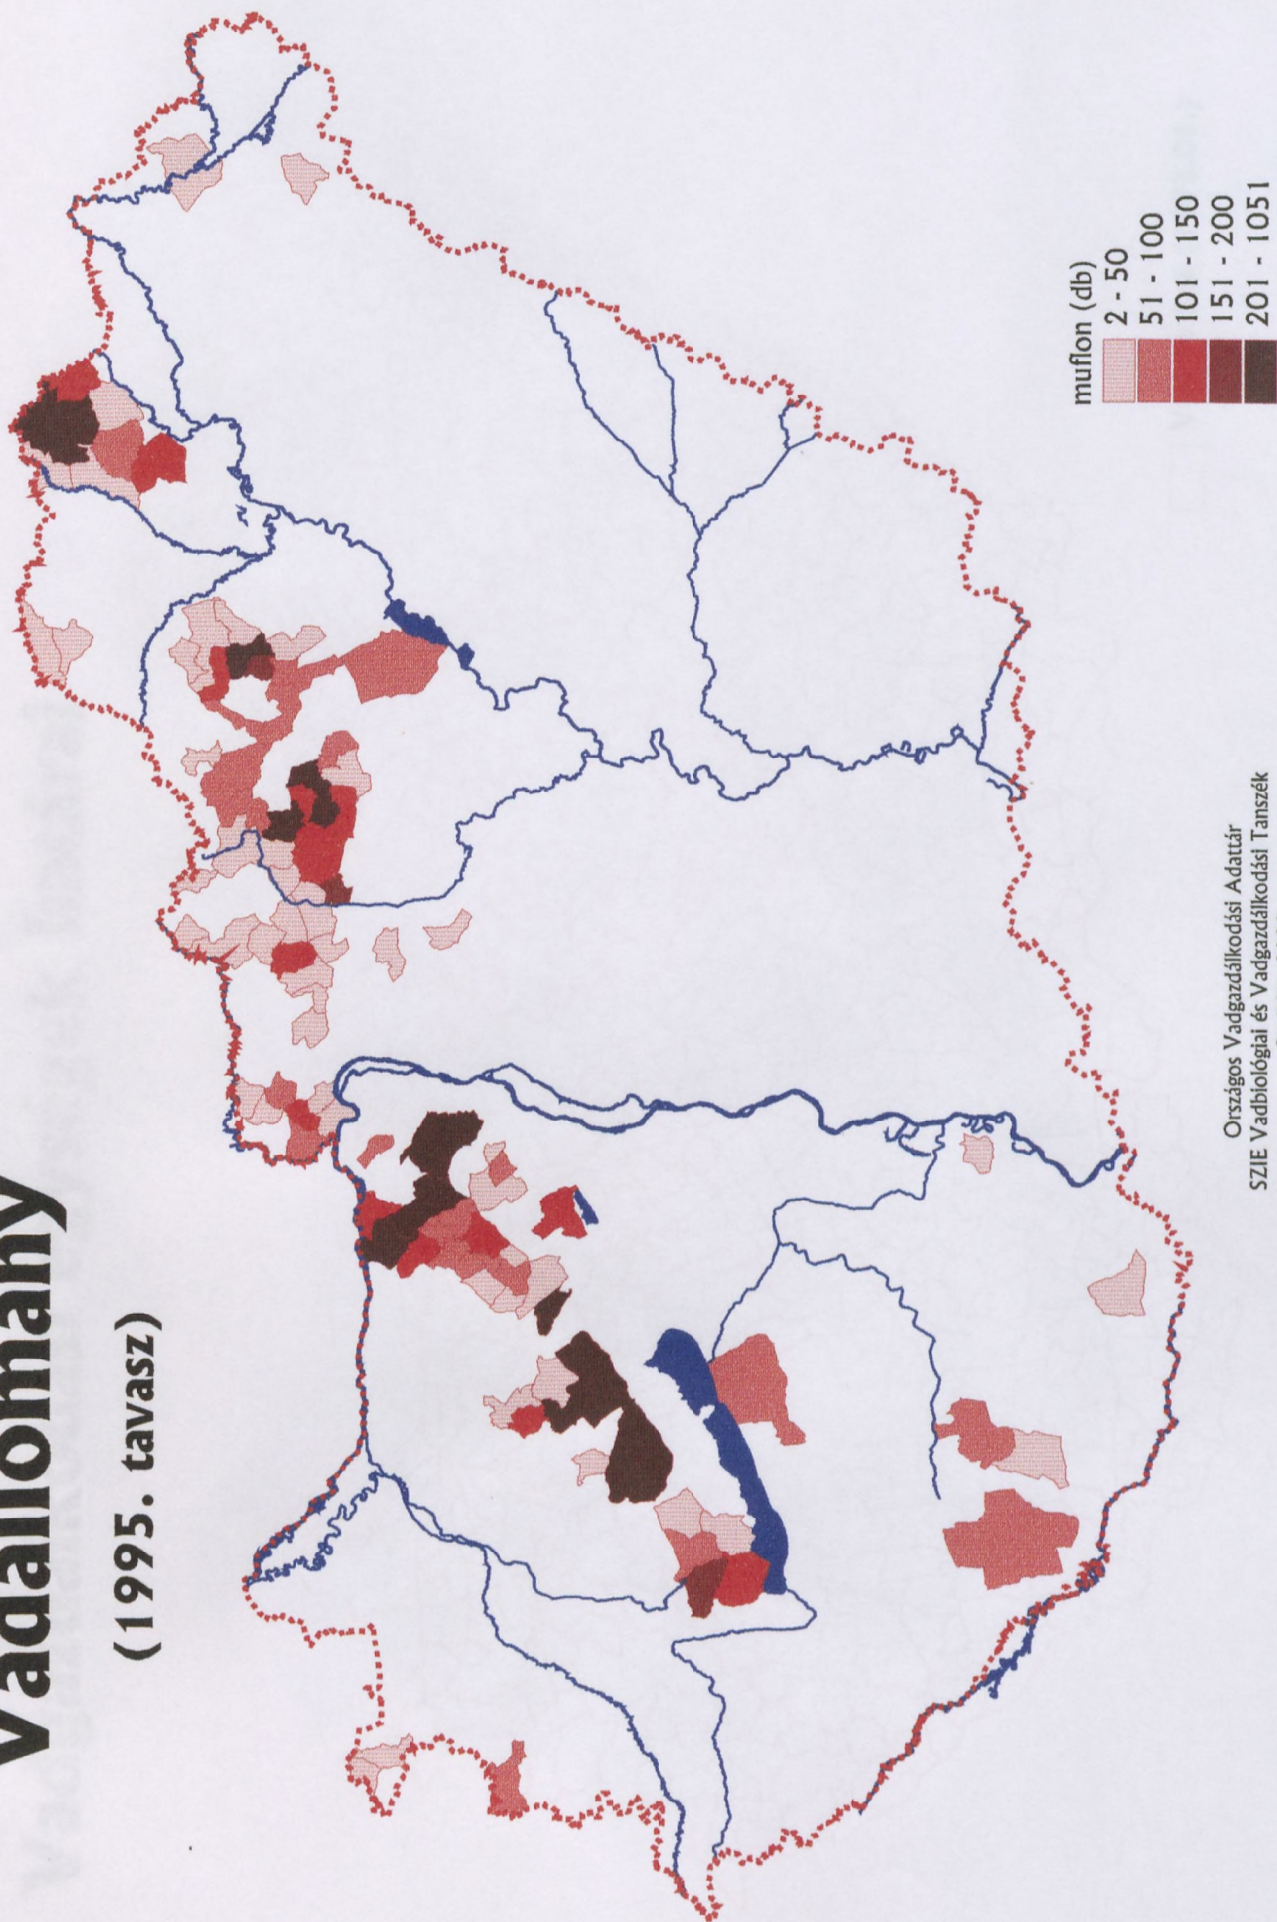 Vadállomány
(1995. tavasz)
muflon (db)
2 - 50
51 - 100
101 - 150
151 - 200
201 - 1051
Országos Vadgazdálkodási Adattár
SZIE Vadbiológiai és Vadgazdálkodási Tanszék